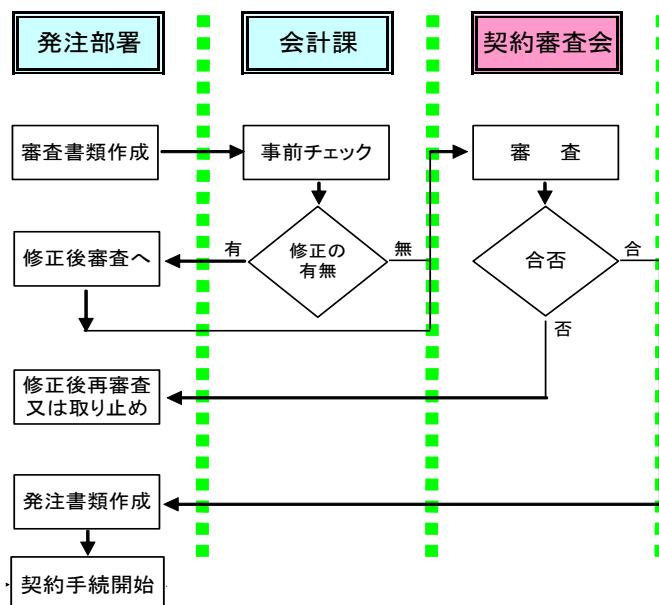 発注部署
会計課
契約審査会
審査書類作成
事前チェック
審　査
修正後審査へ
有
修正の
有無
無
合否
合
否
修正後再審査
又は取り止め
発注書類作成
契約手続開始